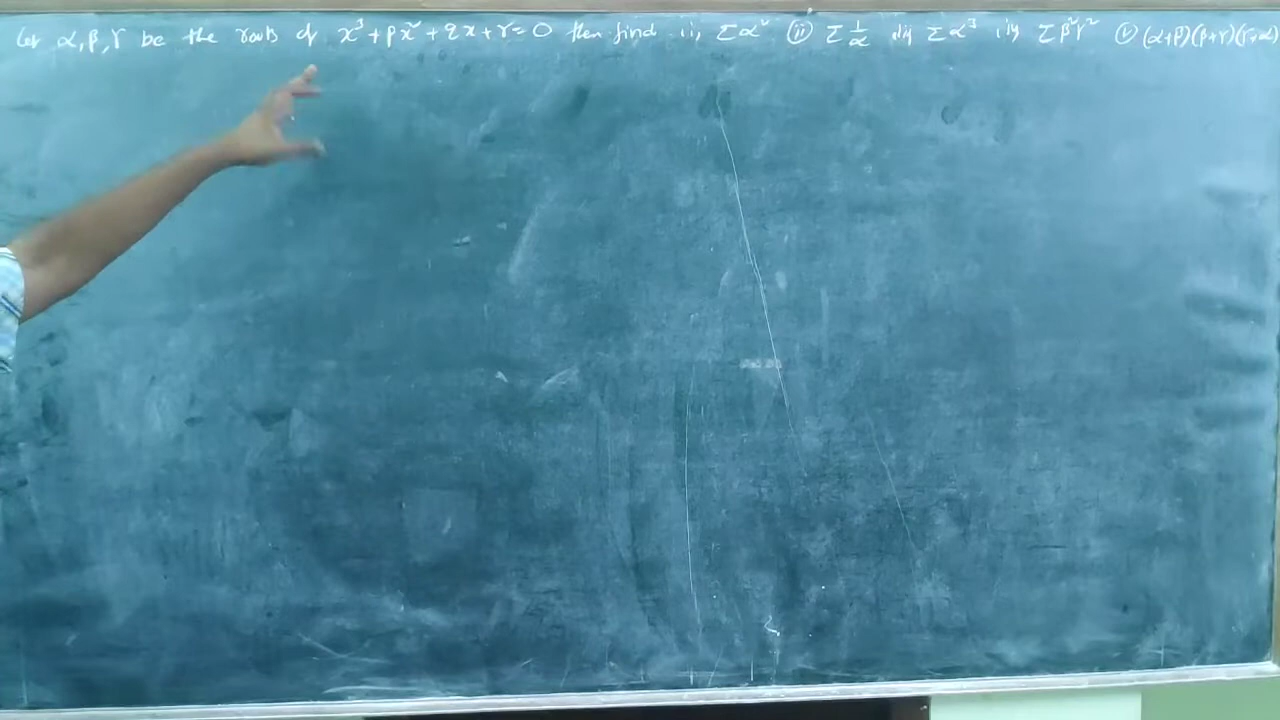 Let α, β, γ be the roots of x³ + px² + qx + r = 0 then find (i) Σα² (ii) Σ1/α (iii) Σα³ (iv) Σβ²γ² (v) (α+β)(β+γ)(γ+α)